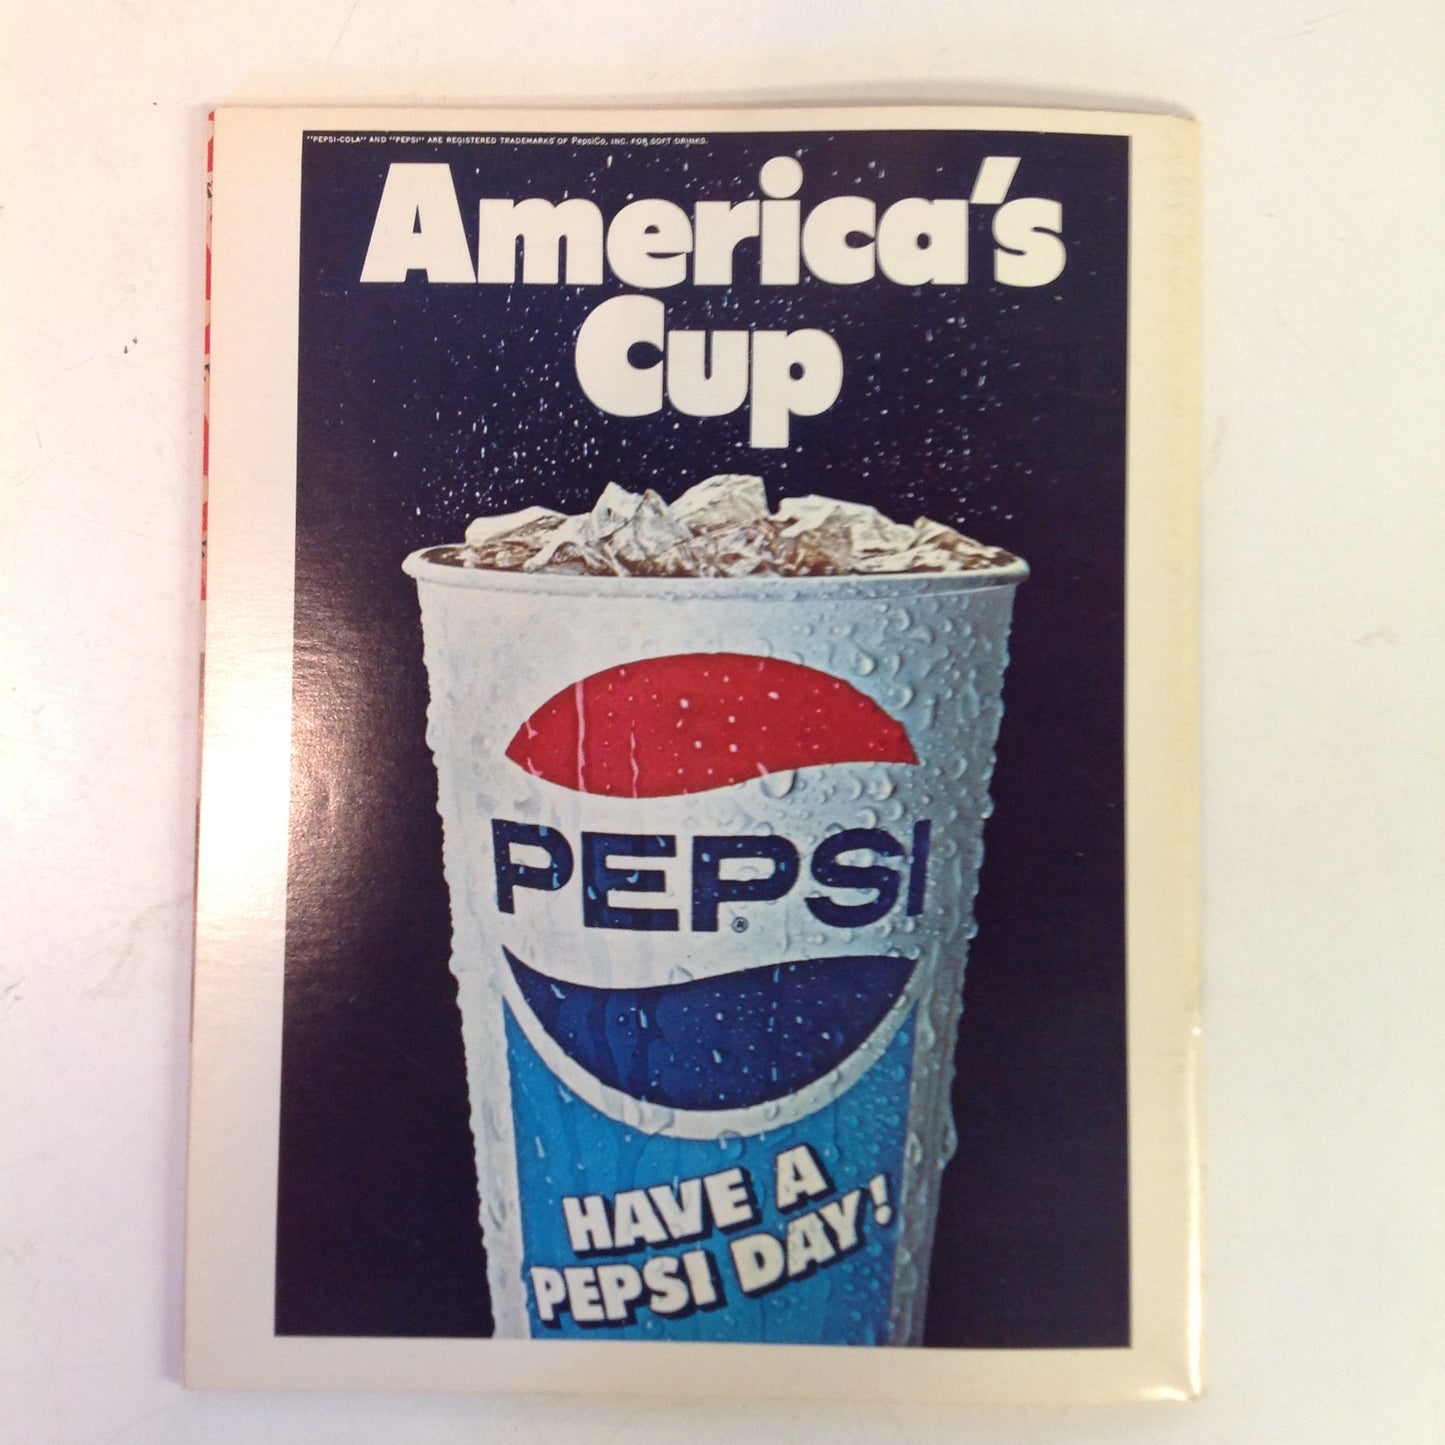 "PEPSI-COLA" AND "PEPSI" ARE REGISTERED TRADEMARKS OF PepsiCo, INC. FOR SOFT DRINKS.
America's
Cup
PEPSI
®
HAVE A
PEPSI DAY!